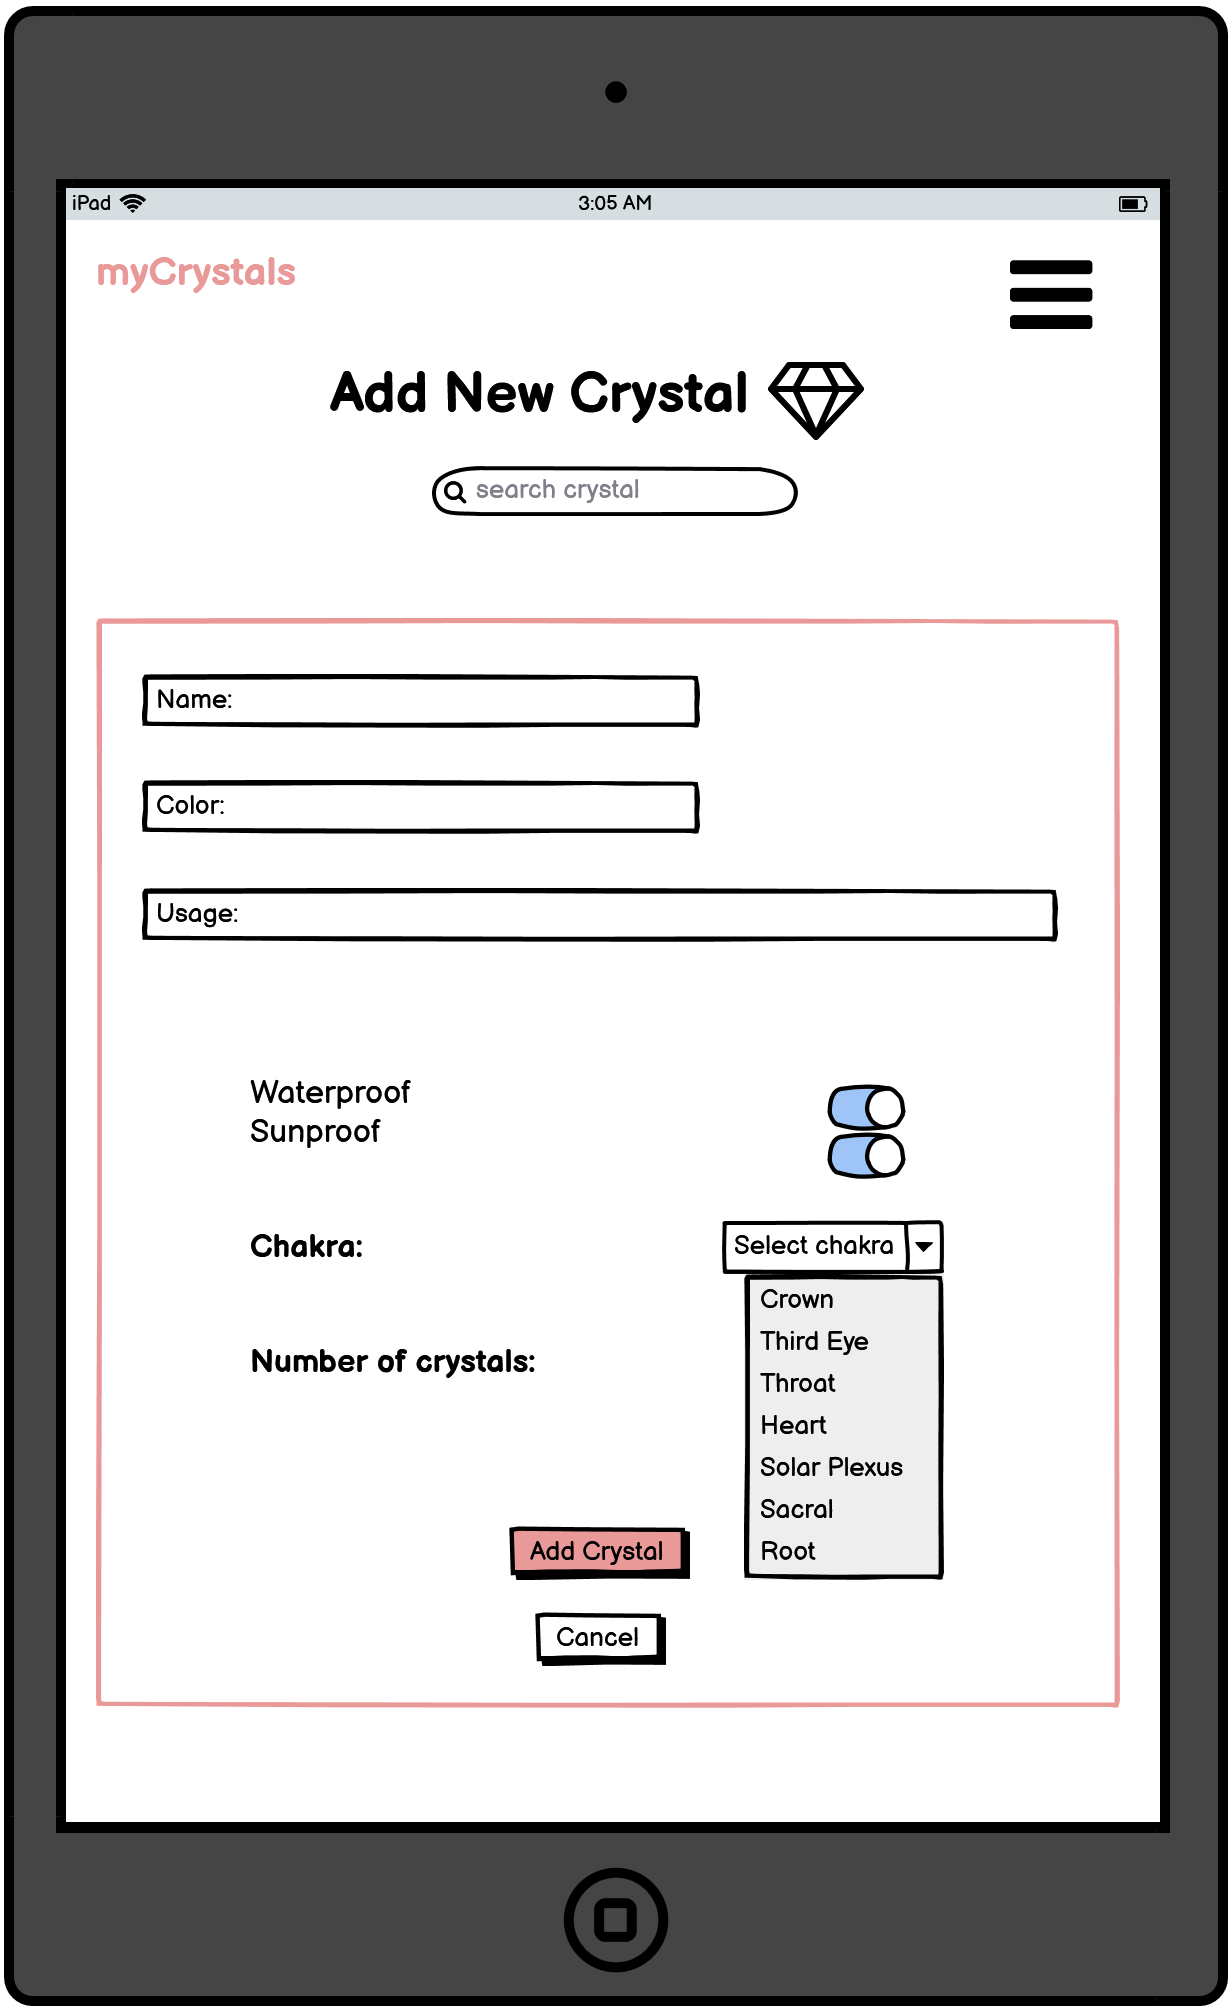 iPad
3:05 AM
myCrystals
Add New Crystal
search crystal
Name:
Color:
Usage:
Waterproof
Sunproof
Chakra:
Select chakra
Crown
Third Eye
Number of crystals:
Throat
Heart
Solar Plexus
Sacral
Root
Add Crystal
Cancel